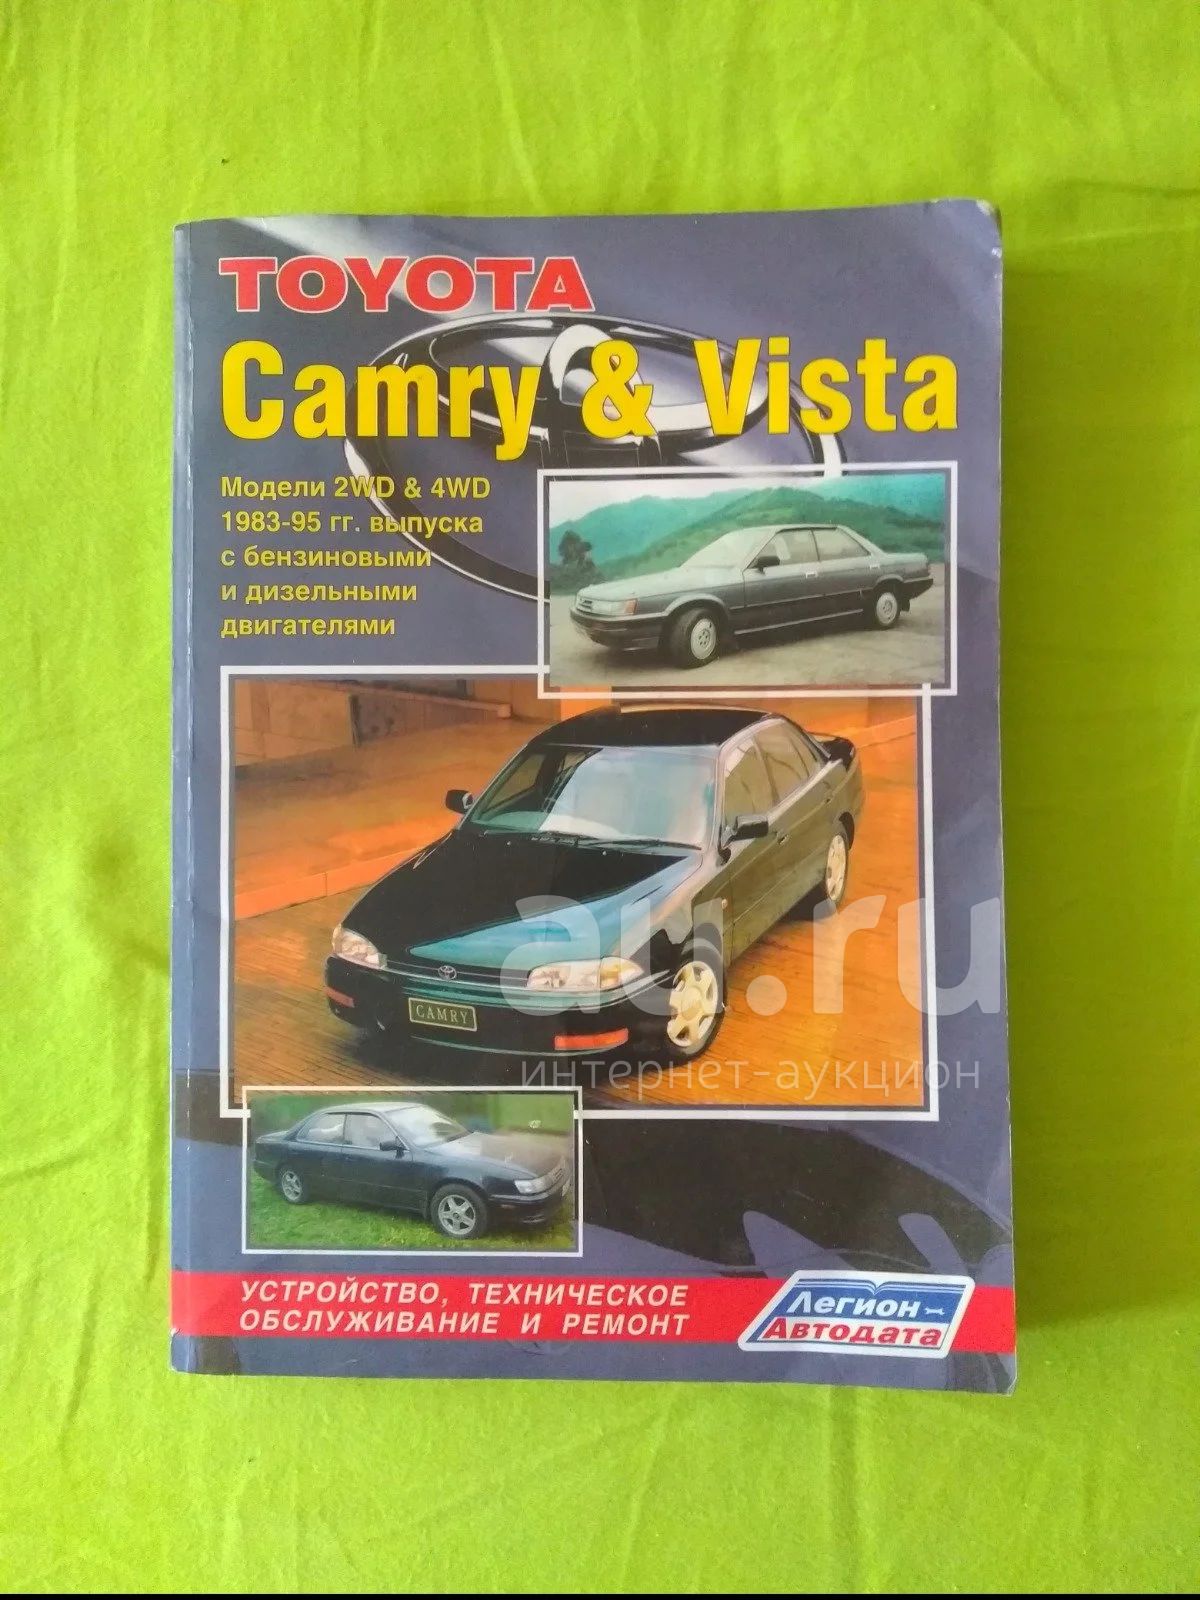 TOYOTA
Camry & Vista
Модели 2WD & 4WD
1983-95 гг. выпуска
с бензиновыми
и дизельными
двигателями
CAMRY
au.ru
интернет-аукцион
УСТРОЙСТВО, ТЕХНИЧЕСКОЕ
ОБСЛУЖИВАНИЕ И РЕМОНТ
Легион-
Автодата